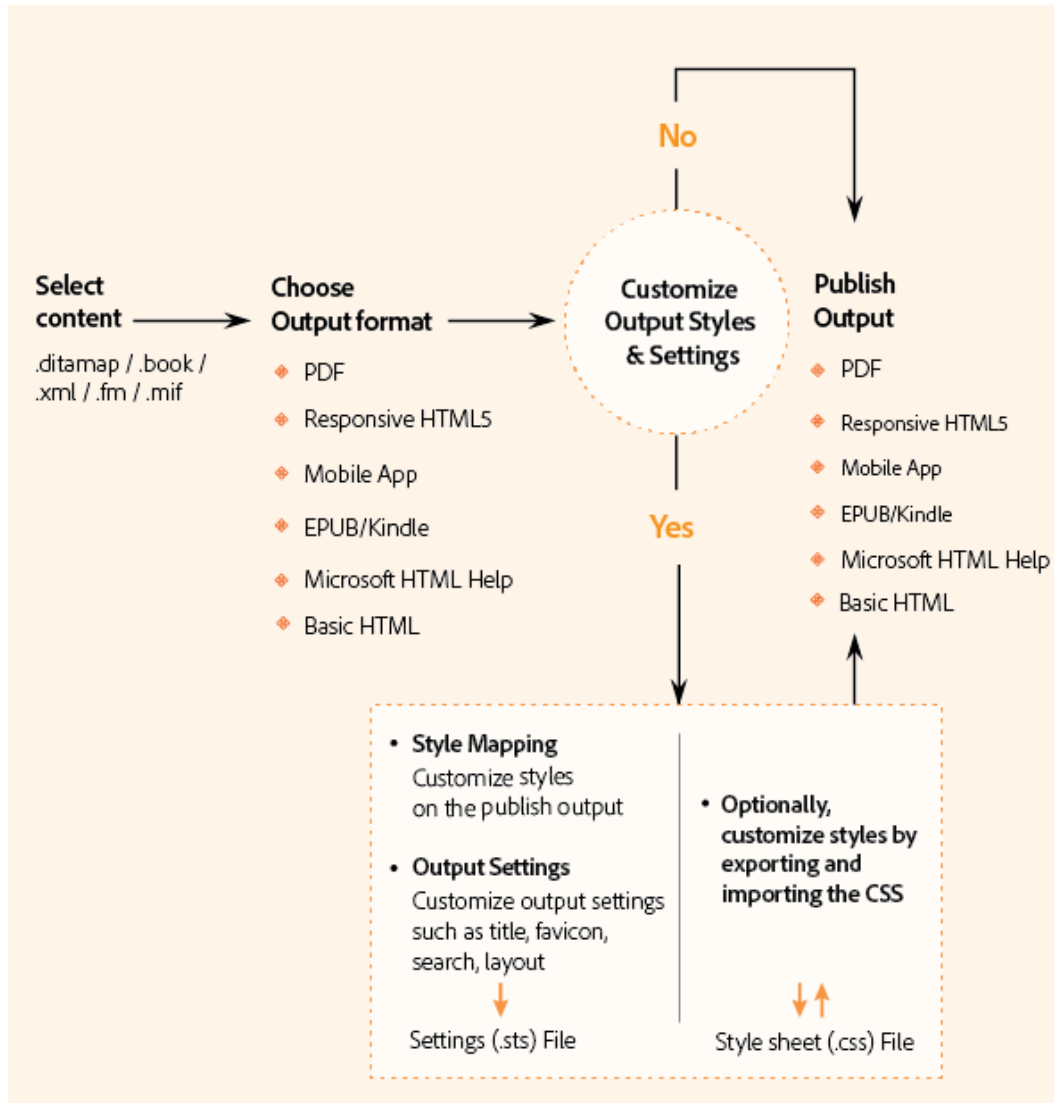 No
Select
content
.ditamap / .book /
.xml / .fm / .mif
Choose
Output format
PDF
Responsive HTML5
Mobile App
EPUB/Kindle
Microsoft HTML Help
Basic HTML
Customize
Output Styles
& Settings
Yes
Publish
Output
PDF
Responsive HTML5
Mobile App
EPUB/Kindle
Microsoft HTML Help
Basic HTML
• Style Mapping
Customize styles
on the publish output
• Output Settings
Customize output settings
such as title, favicon,
search, layout
Settings (.sts) File
• Optionally,
customize styles by
exporting and
importing the CSS
Style sheet (.css) File